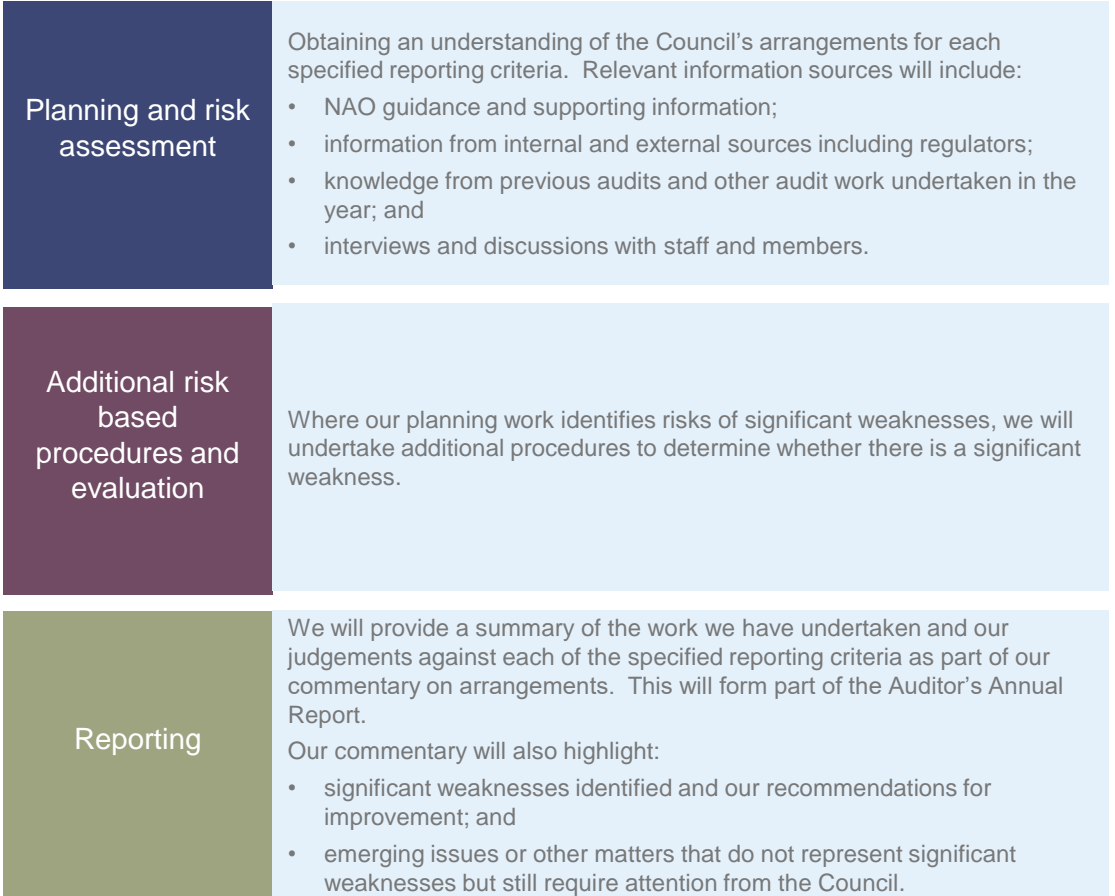 Planning and risk
assessment
Obtaining an understanding of the Council's arrangements for each
specified reporting criteria.  Relevant information sources will include:
• NAO guidance and supporting information;
• information from internal and external sources including regulators;
• knowledge from previous audits and other audit work undertaken in the
year; and
• interviews and discussions with staff and members.
Additional risk
based
procedures and
evaluation
Where our planning work identifies risks of significant weaknesses, we will
undertake additional procedures to determine whether there is a significant
weakness.
Reporting
We will provide a summary of the work we have undertaken and our
judgements against each of the specified reporting criteria as part of our
commentary on arrangements.  This will form part of the Auditor's Annual
Report.
Our commentary will also highlight:
• significant weaknesses identified and our recommendations for
improvement; and
• emerging issues or other matters that do not represent significant
weaknesses but still require attention from the Council.